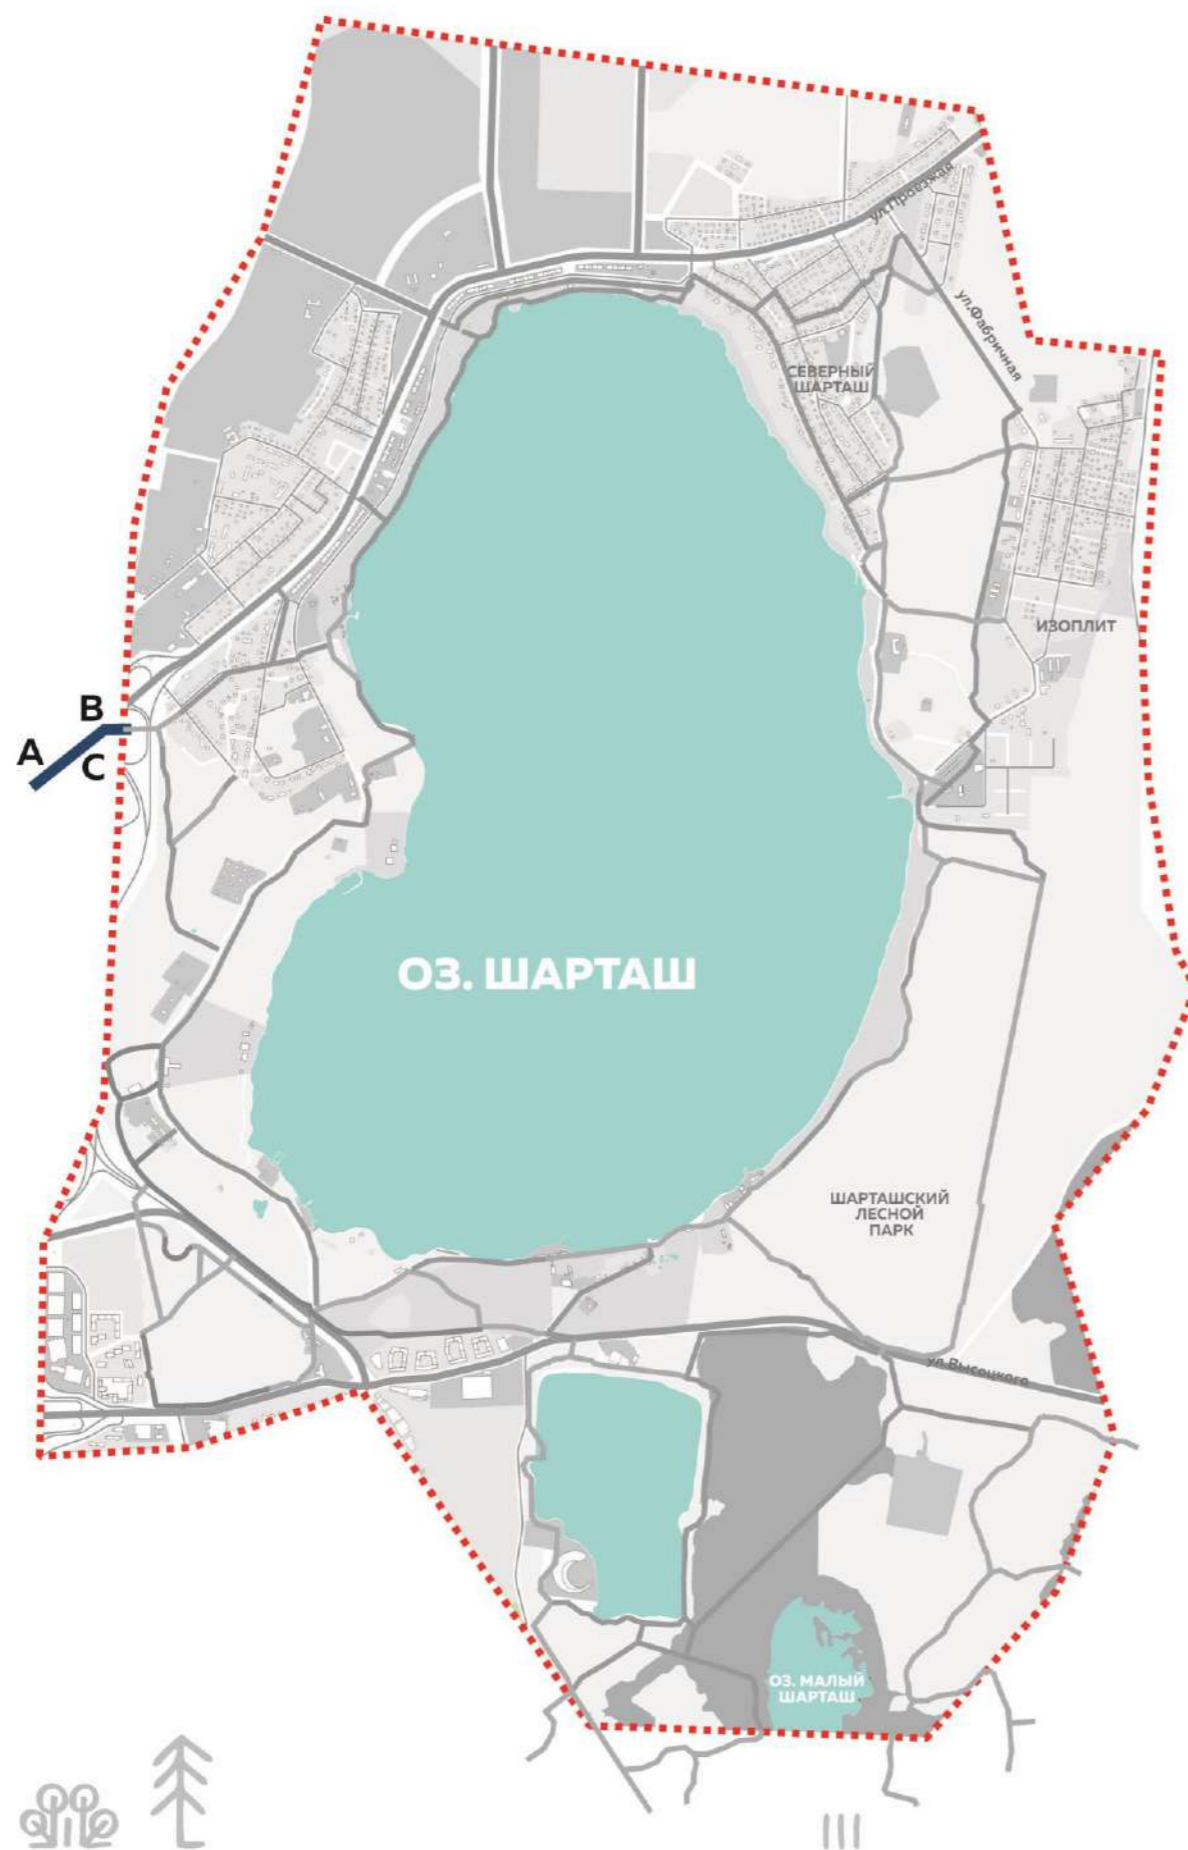 ул.Проезжая
ул.Фабричная
СЕВЕРНЫЙ
ШАРТАШ
ИЗОПЛИТ
B
A
C
ОЗ. ШАРТАШ
ШАРТАШСКИЙ
ЛЕСНОЙ
ПАРК
ул.Высоцкого
ОЗ. МАЛЫЙ
ШАРТАШ